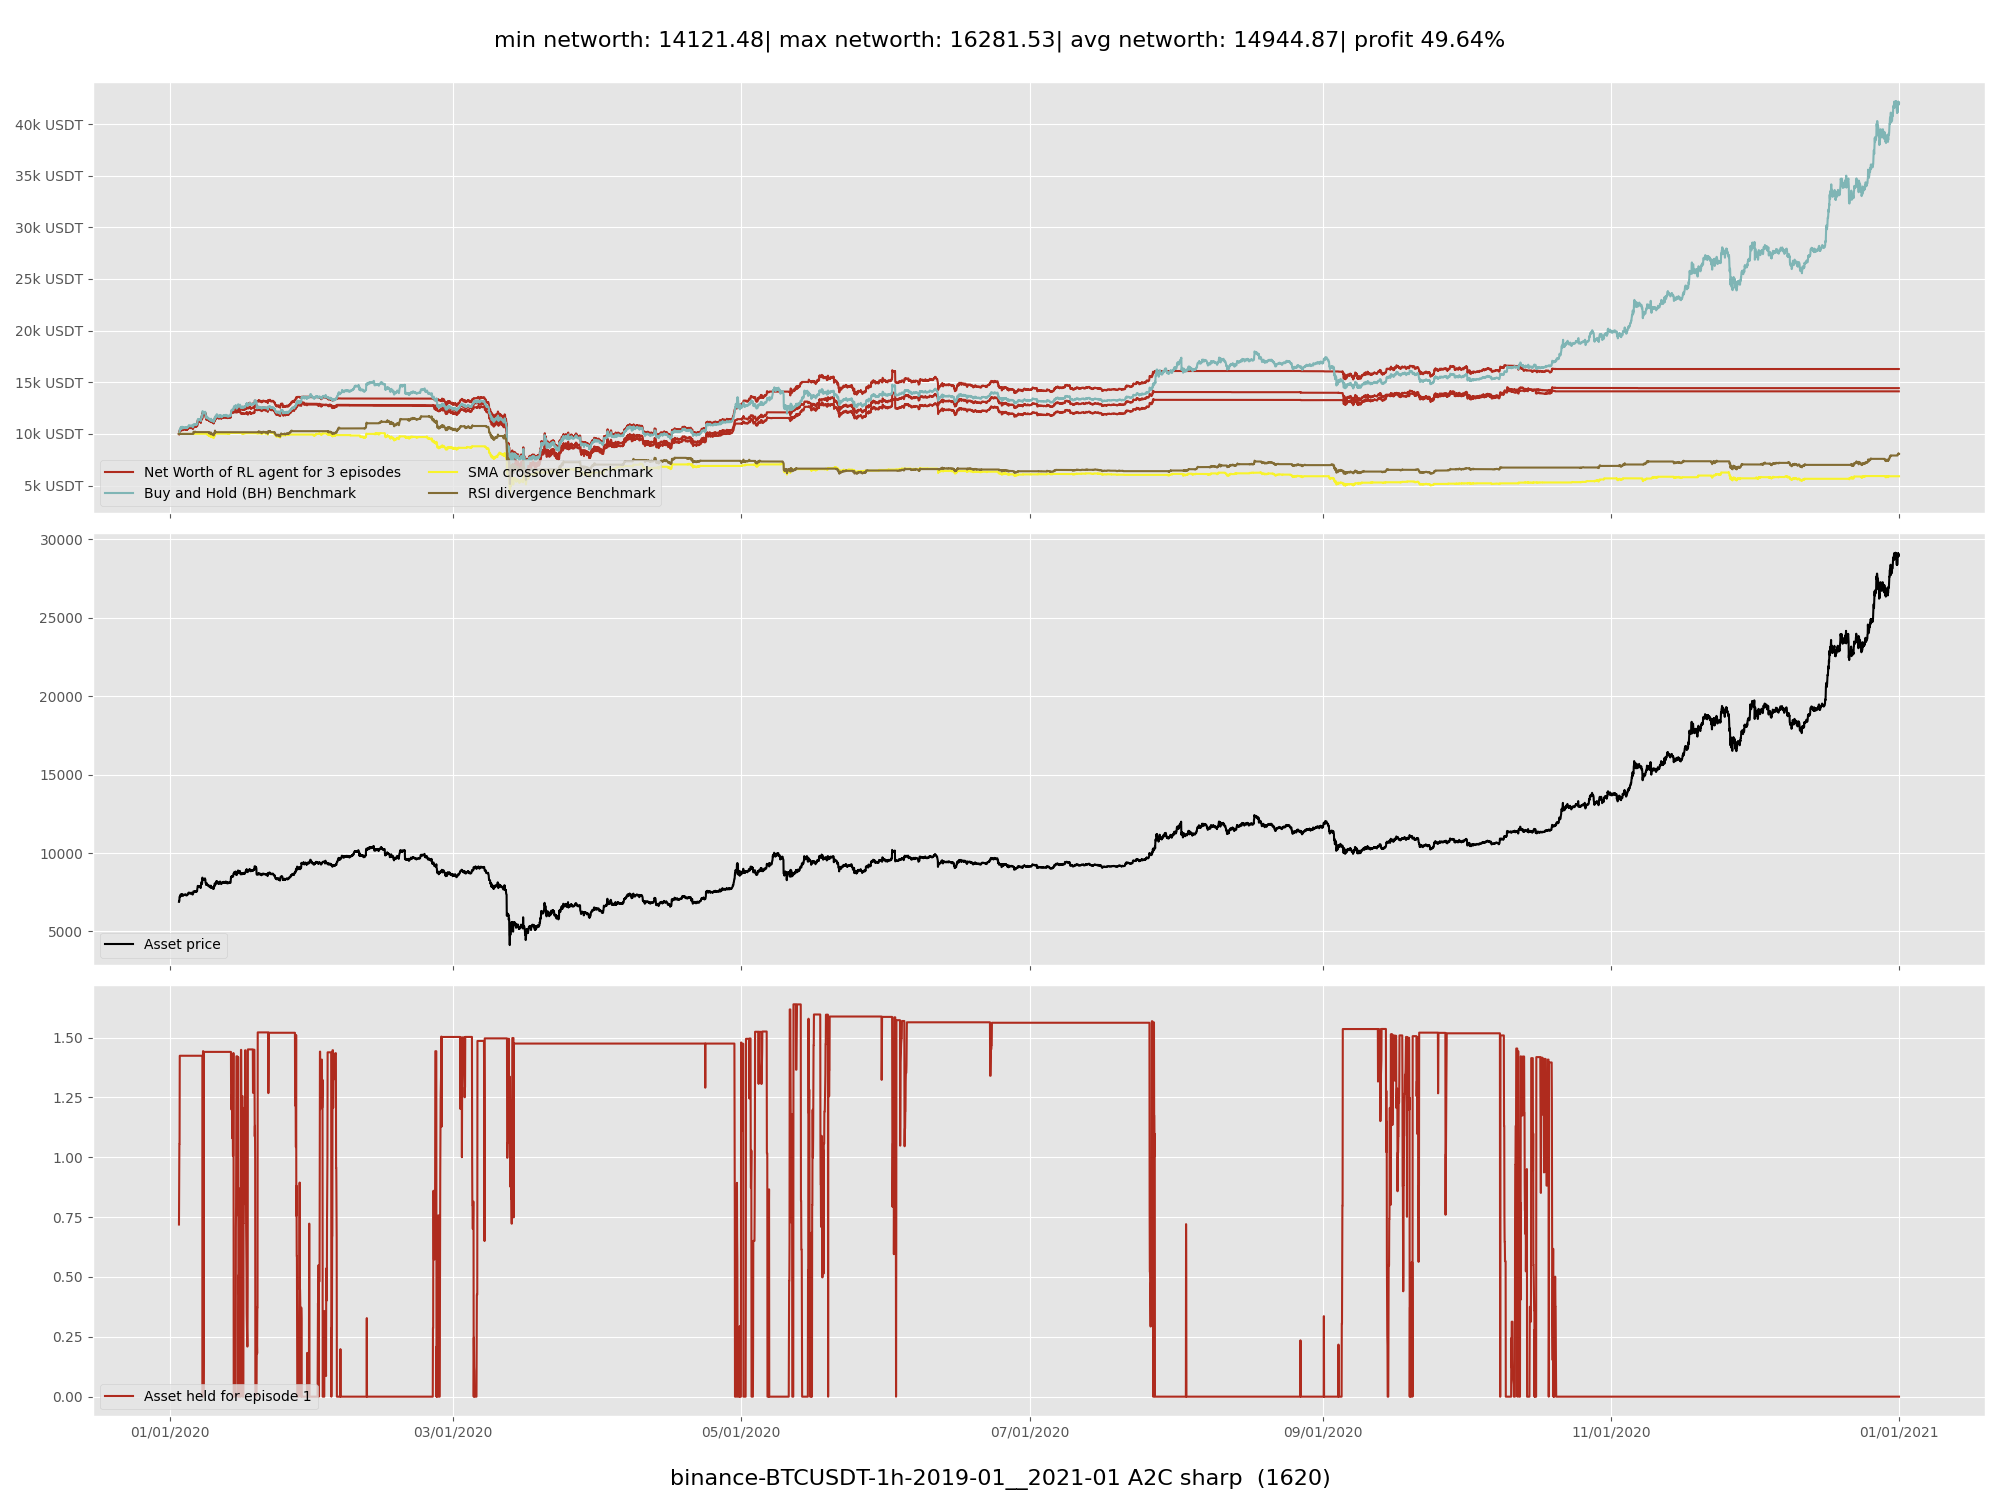 min networth: 14121.48| max networth: 16281.53| avg networth: 14944.87| profit 49.64%
40k USDT
35k USDT
30k USDT
25k USDT
20k USDT
15k USDT
10k USDT
5k USDT
Net Worth of RL agent for 3 episodes
Buy and Hold (BH) Benchmark
SMA crossover Benchmark
RSI divergence Benchmark
30000
25000
20000
15000
10000
5000
Asset price
1.50
1.25
1.00
0.75
0.50
0.25
0.00
Asset held for episode 1
01/01/2020 03/01/2020 05/01/2020 07/01/2020 09/01/2020 11/01/2020 01/01/2021
binance-BTCUSDT-1h-2019-01__2021-01 A2C sharp (1620)